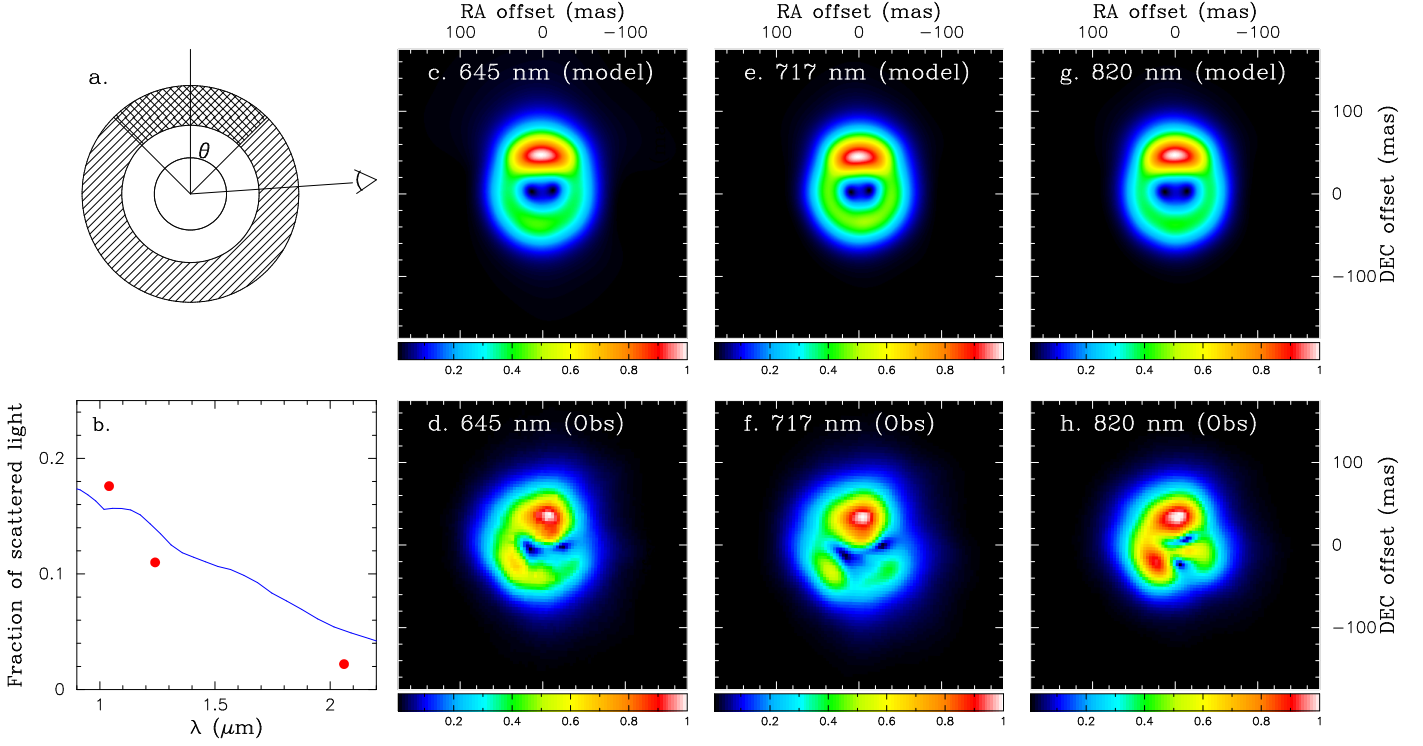 RA offset (mas) RA offset (mas) RA offset (mas)
100 0 −100 100 0 −100 100 0 −100
a.
θ
c. 645 nm (model)
e. 717 nm (model)
g. 820 nm (model)
100
0
−100
DEC offset (mas)
0.2 0.4 0.6 0.8 1 0.2 0.4 0.6 0.8 1 0.2 0.4 0.6 0.8 1
b.
Fraction of scattered light
0.2
0.1
0
1 1.5 2
λ (μm)
d. 645 nm (Obs)
f. 717 nm (Obs)
h. 820 nm (Obs)
100
0
−100
DEC offset (mas)
0.2 0.4 0.6 0.8 1 0.2 0.4 0.6 0.8 1 0.2 0.4 0.6 0.8 1